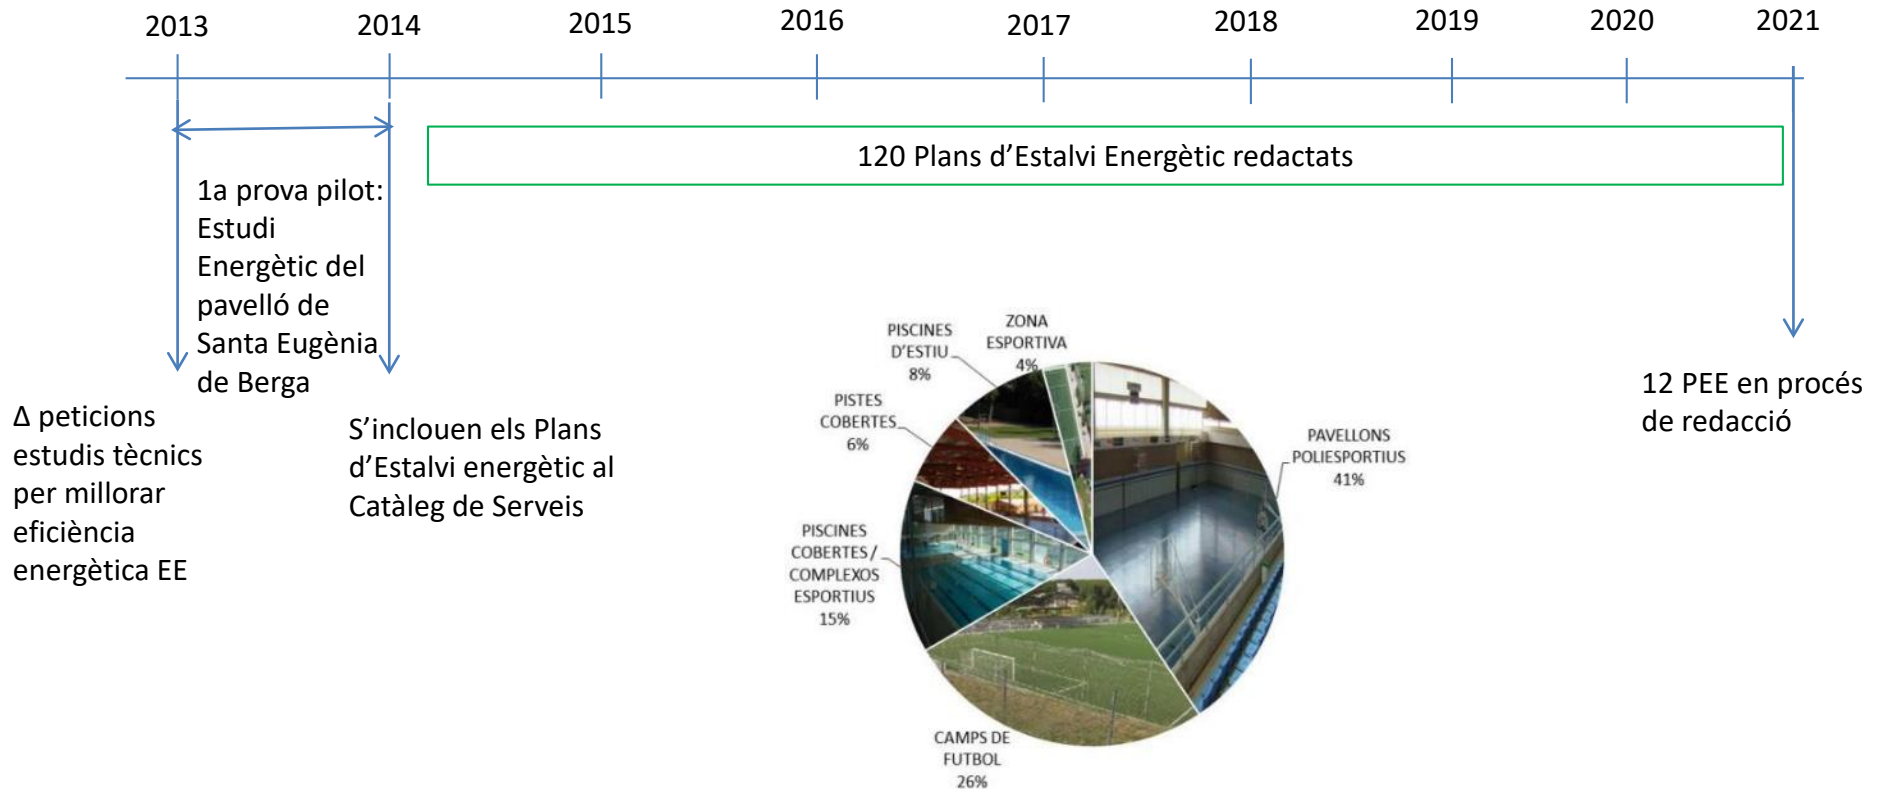 2013
2014
2015
2016
2017
2018
2019
2020
2021
120 Plans d’Estalvi Energètic redactats
1a prova pilot:
Estudi
Energètic del
pavelló de
Santa Eugènia
de Berga
Δ peticions
estudis tècnics
per millorar
eficiència
energètica EE
S’inclouen els Plans
d’Estalvi energètic al
Catàleg de Serveis
12 PEE en procés
de redacció
ZONA
ESPORTIVA
4%
PISCINES
D'ESTIU
8%
PISTES
COBERTES
6%
PISCINES
COBERTES /
COMPLEXOS
ESPORTIUS
15%
PAVELLONS
POLIESPORTIUS
41%
CAMPS DE
FUTBOL
26%